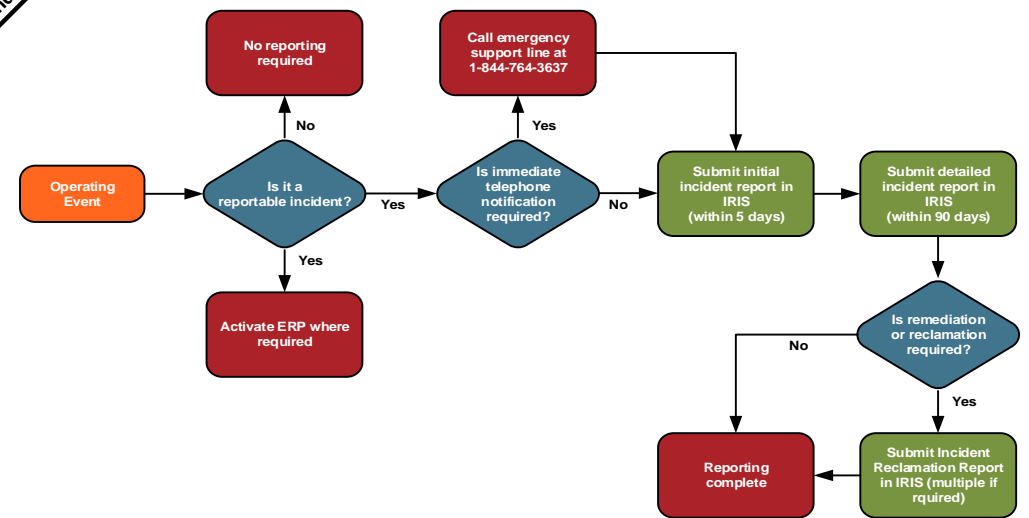 No reporting
required
Call emergency
support line at
1-844-764-3637
No
Yes
Operating
Event
Is it a
reportable incident?
Yes
Is immediate
telephone
notification
required?
No
Submit initial
incident report in
IRIS
(within 5 days)
Submit detailed
incident report in
IRIS
(within 90 days)
Yes
Activate ERP where
required
Is remediation
or reclamation
required?
No
Yes
Reporting
complete
Submit Incident
Reclamation Report
in IRIS (multiple if
rquired)